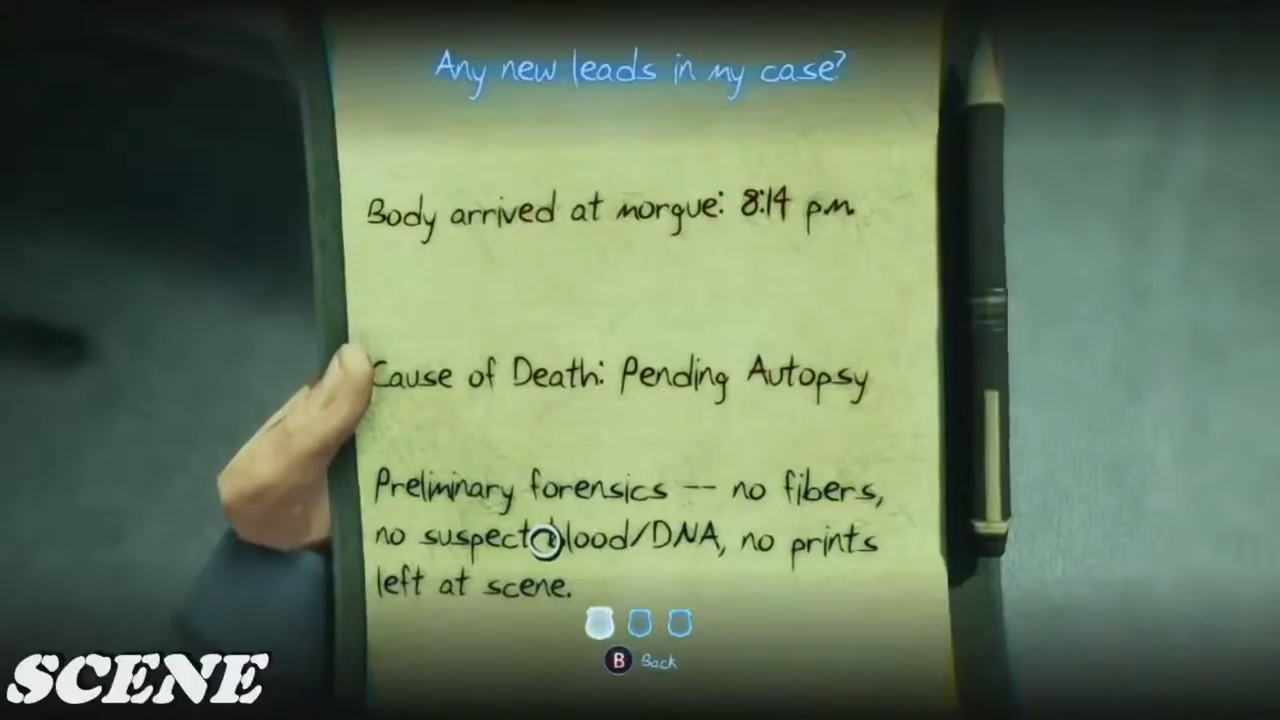 Any new leads in my case?
Body arrived at morgue: 8:14 p.m.
Cause of Death: Pending Autopsy
Preliminary forensics -- no fibers,
no suspect blood/DNA, no prints
left at scene.
B Back
SCENE